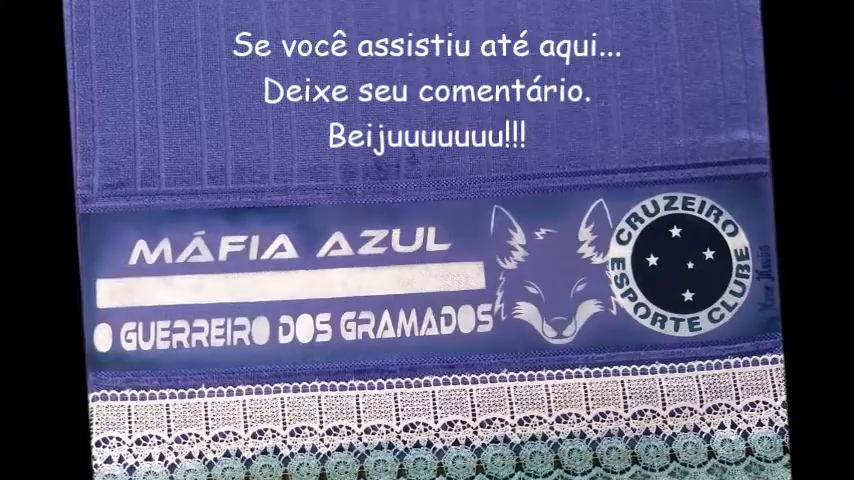 Se você assistiu até aqui...
Deixe seu comentário.
Beijuuuuuuu!!!
MÁFIA AZUL
O GUERREIRO DOS GRAMADOS
CRUZEIRO
ESPORTE CLUBE